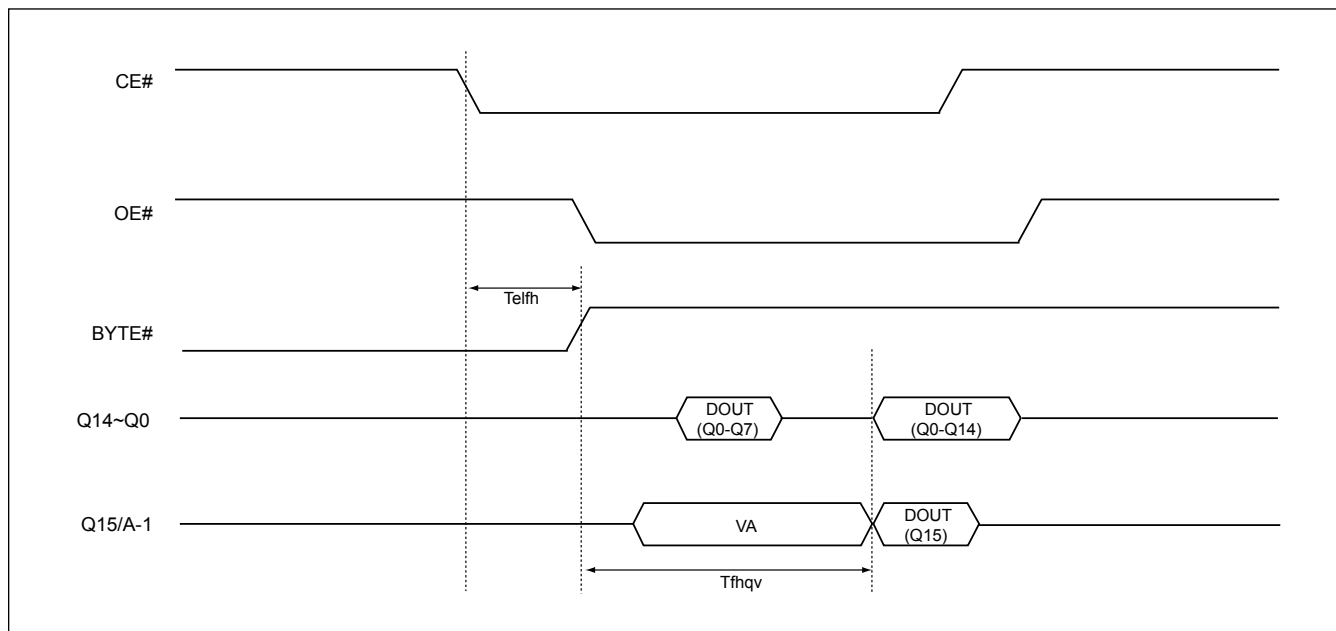 CE#
OE#
Telfh
BYTE#
Q14~Q0
DOUT
(Q0-Q7)
DOUT
(Q0-Q14)
Q15/A-1
VA
DOUT
(Q15)
Tfhqv